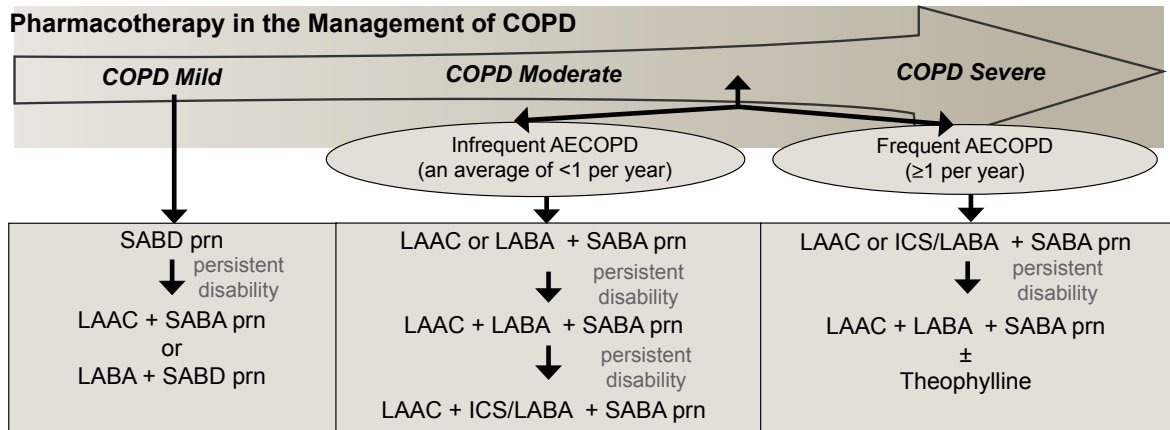 Pharmacotherapy in the Management of COPD
COPD Mild
COPD Moderate
COPD Severe
Infrequent AECOPD
(an average of <1 per year)
Frequent AECOPD
(≥1 per year)
SABD prn
persistent
disability
LAAC + SABA prn
or
LABA + SABD prn
LAAC or LABA + SABA prn
persistent
disability
LAAC + LABA + SABA prn
persistent
disability
LAAC + ICS/LABA + SABA prn
LAAC or ICS/LABA + SABA prn
persistent
disability
LAAC + LABA + SABA prn
±
Theophylline